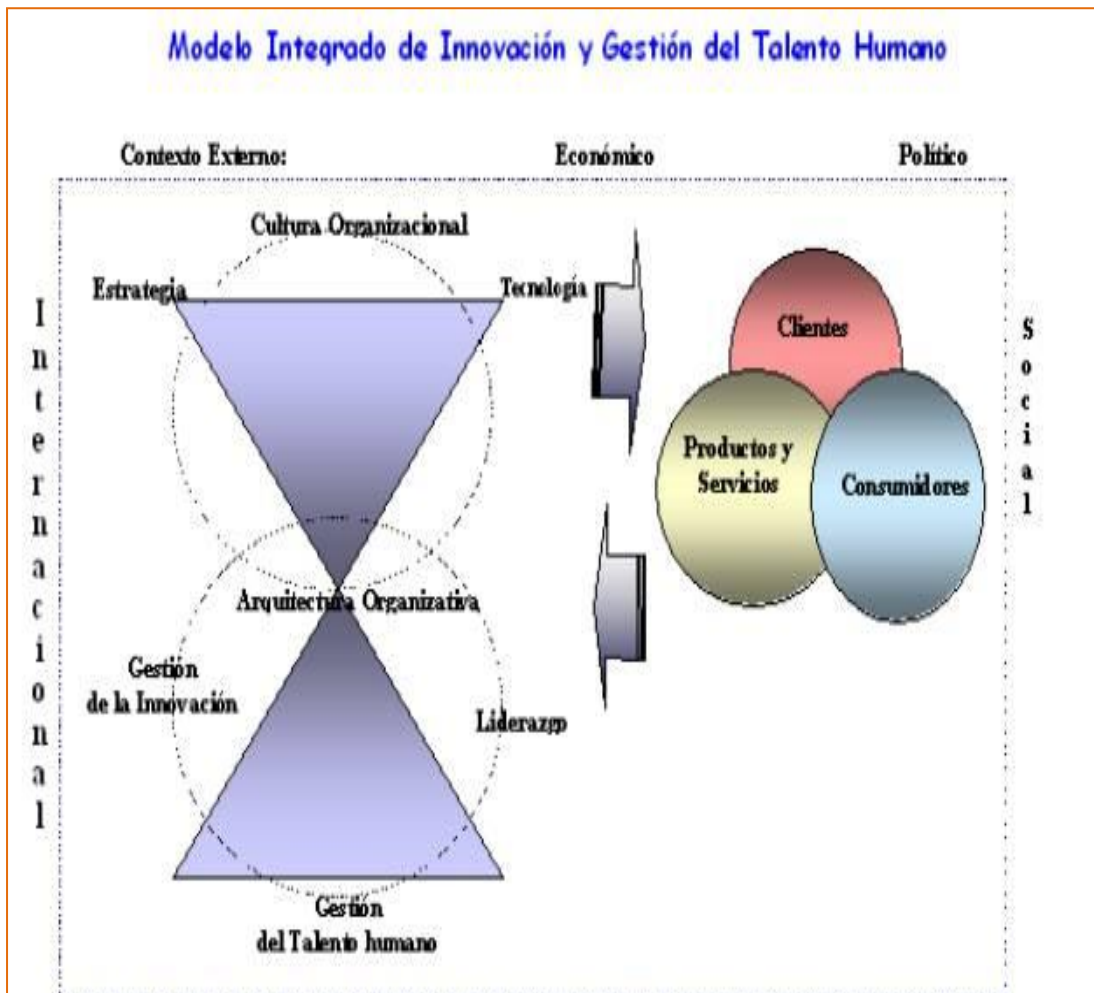 Modelo Integrado de Innovación y Gestión del Talento Humano
Contexto Externo: Económico Político
Cultura Organizacional
Estrategia
Tecnología
Internacional
Clientes
Social
Productos y
Servicios
Consumidores
Arquitectura Organizativa
Gestión
de la Innovación
Liderazgo
Gestión
del Talento humano